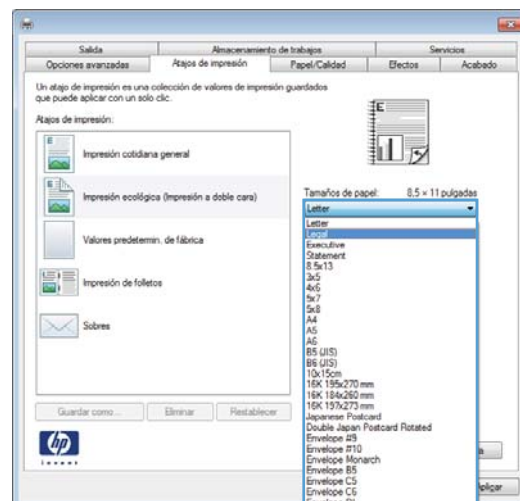 Salida Almacenamiento de trabajos Servicios
Opciones avanzadas Atajos de impresión Papel/Calidad Efectos Acabado
Un atajo de impresión es una colección de valores de impresión guardados
que puede aplicar con un solo clic.
Atajos de impresión:
E
Impresión cotidiana general
Impresión ecológica (Impresión a doble cara)
Valores predetermin. de fábrica
Impresión de folletos
Sobres
Guardar como... Eliminar Restablecer
hp
invent
E
Tamaños de papel: 8,5 × 11 pulgadas
Letter
Letter
Legal
Executive
Statement
8.5x13
3x5
4x6
5x7
5x8
A4
A5
A6
B5 (JIS)
B6 (JIS)
10x15cm
16K 195x270 mm
16K 184x260 mm
16K 197x273 mm
Japanese Postcard
Double Japan Postcard Rotated
Envelope #9
Envelope #10
Envelope Monarch
Envelope B5
Envelope C5
Envelope C6
Aplicar